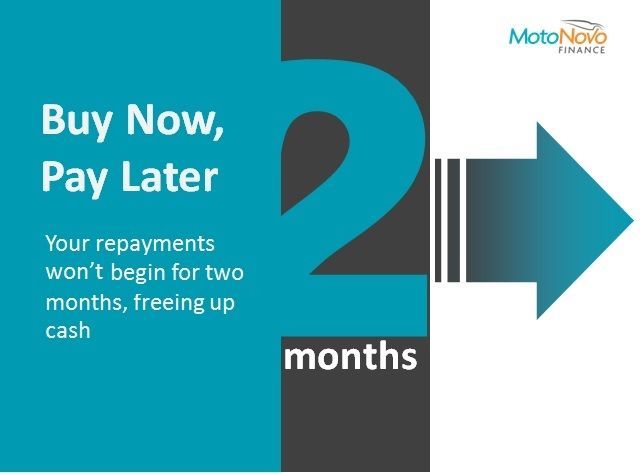 MotoNovo
FINANCE
Buy Now,
Pay Later
Your repayments
won't begin for two
months, freeing up
cash
2
months